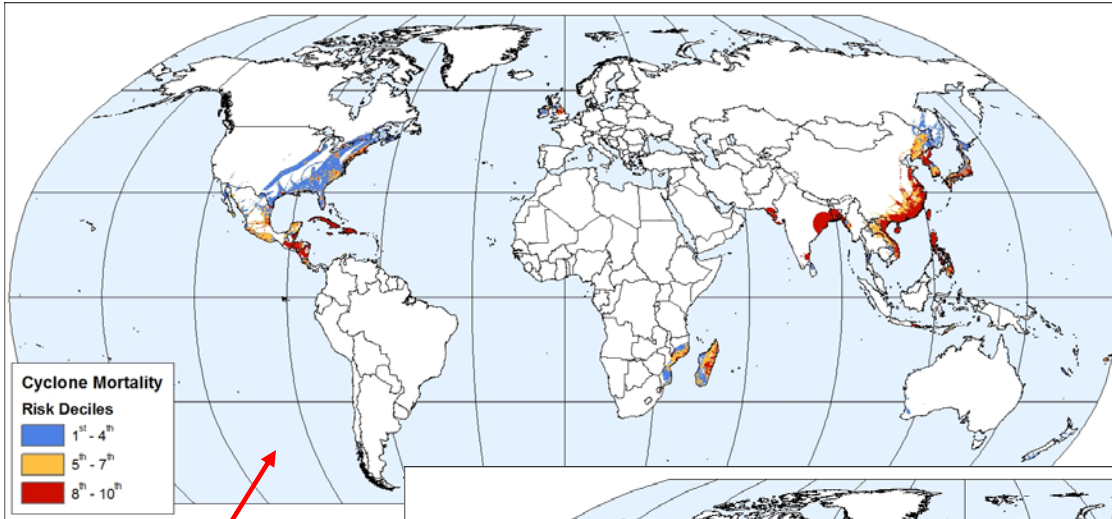 Cyclone Mortality
Risk Deciles
1st - 4th
5th - 7th
8th - 10th